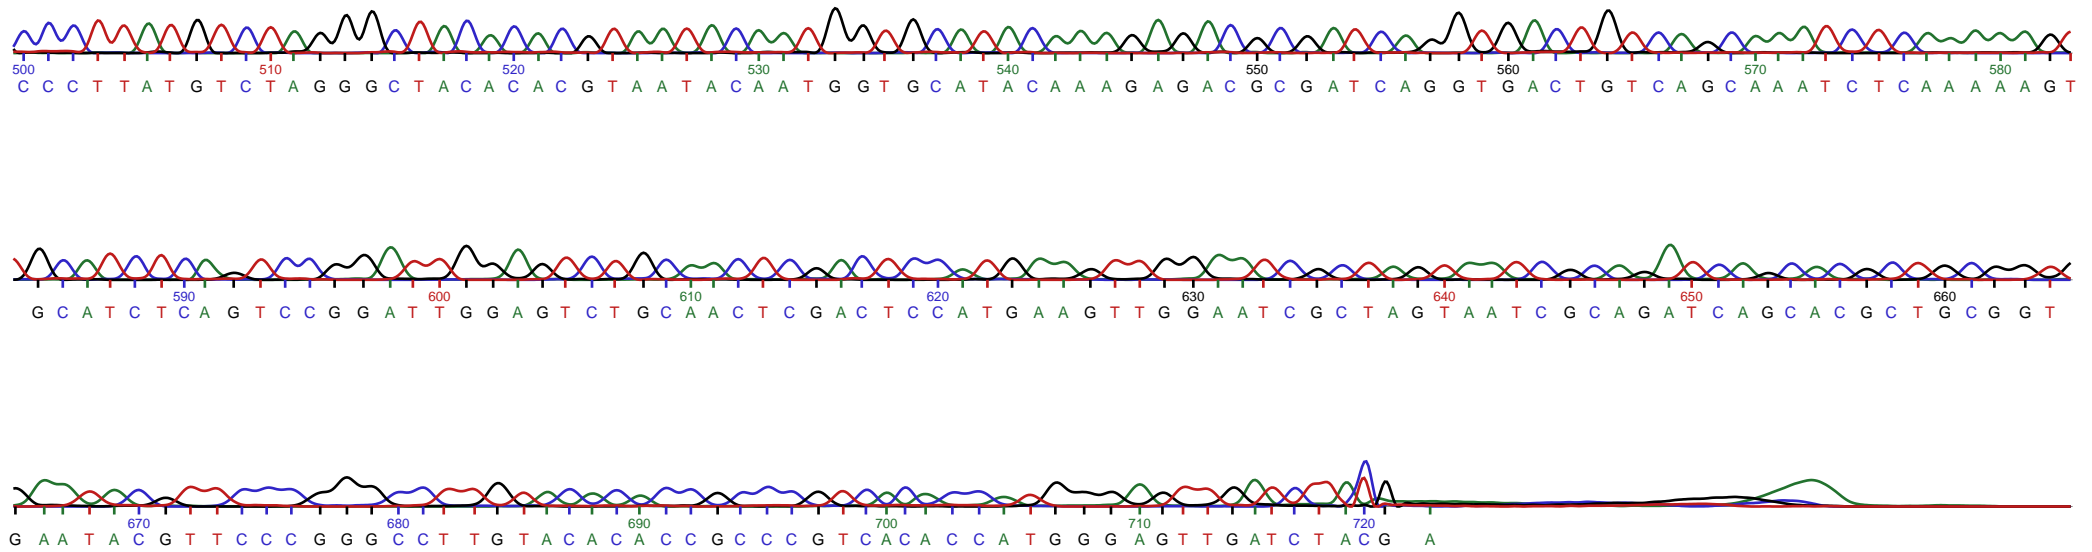 500 510 520 530 540 550 560 570 580
C C C T T A T G T C T A G G G C T A C A C A C G T A A T A C A A T G G T G C A T A C A A A G A G A C G C G A T C A G G T G A C T G T C A G C A A A T C T C A A A A A G T
590 600 610 620 630 640 650 660
G C A T C T C A G T C C G G A T T G G A G T C T G C A A C T C G A C T C C A T G A A G T T G G A A T C G C T A G T A A T C G C A G A T C A G C A C G C T G C G G T
670 680 690 700 710 720
G A A T A C G T T C C C G G G C C T T G T A C A C A C C G C C C G T C A C A C C A T G G G A G T T G A T C T A C G A